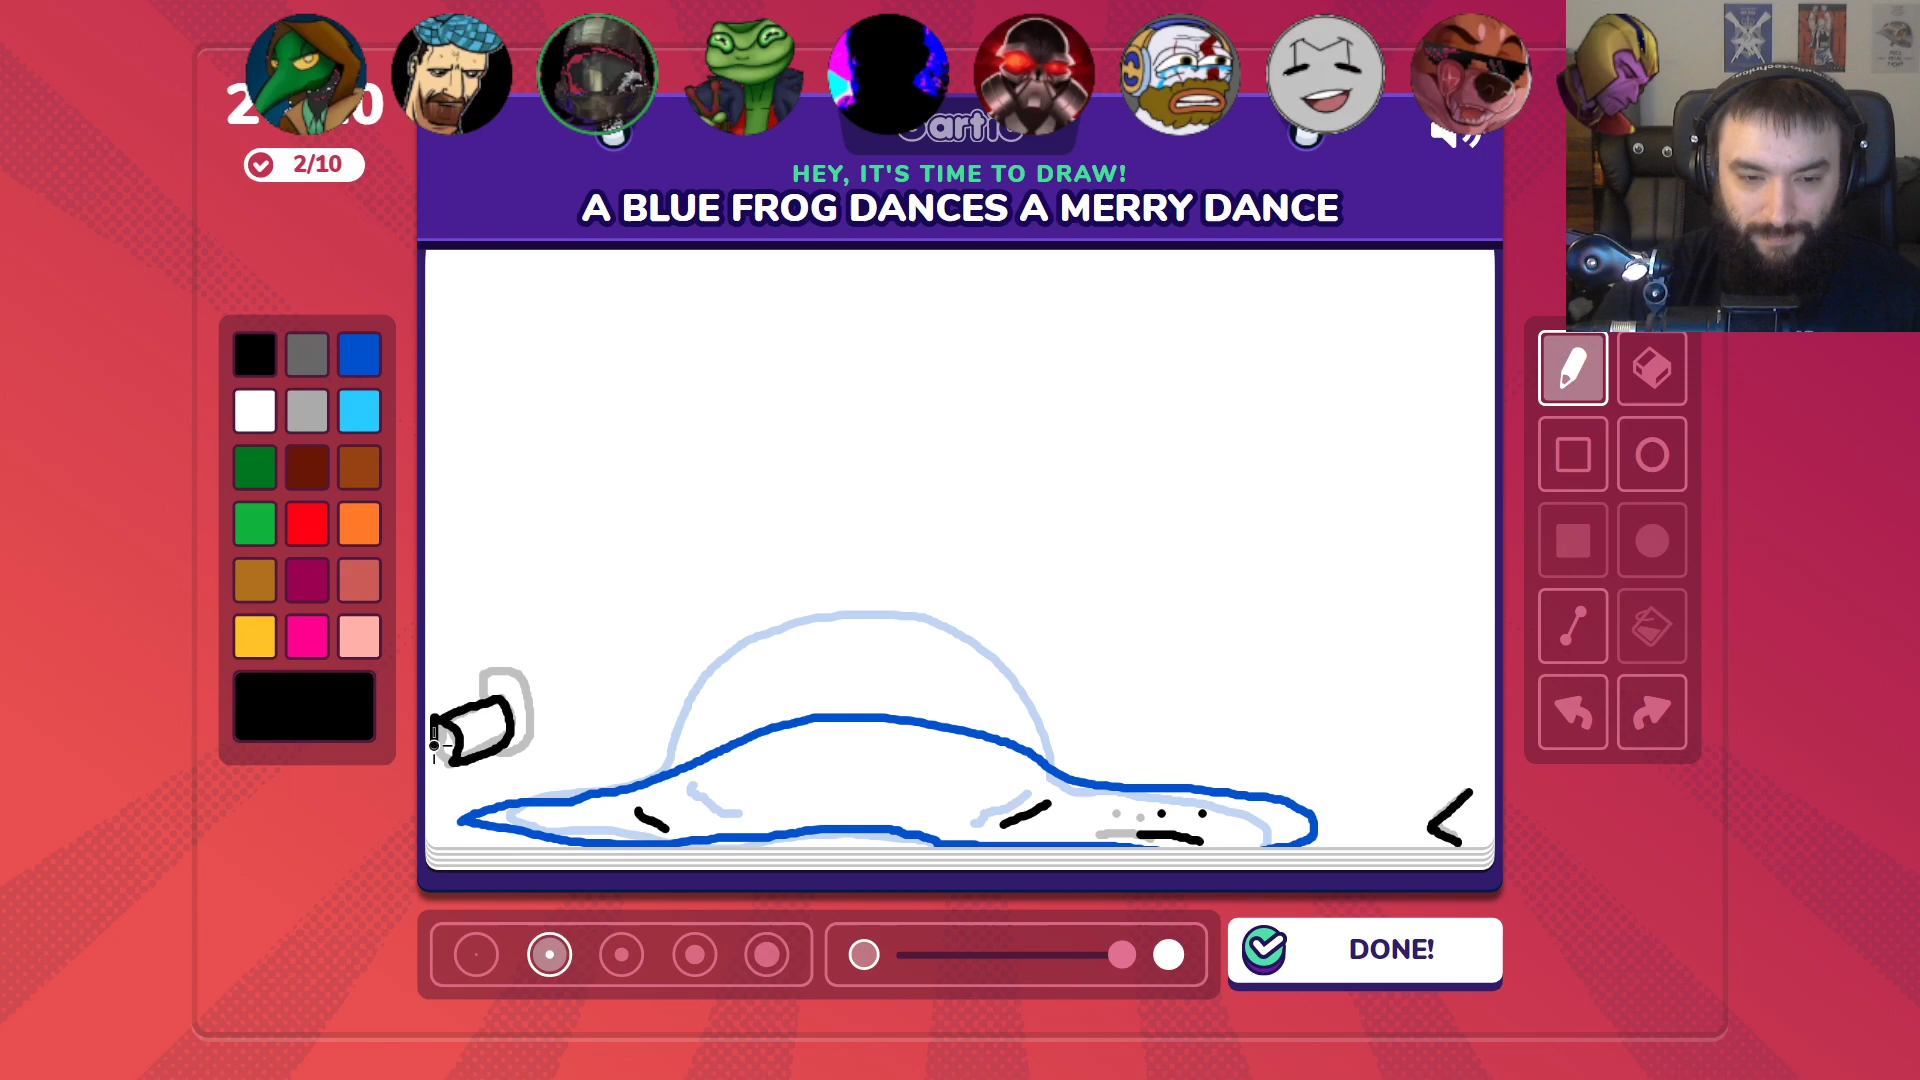 2/10
HEY, IT'S TIME TO DRAW!
A BLUE FROG DANCES A MERRY DANCE
DONE!